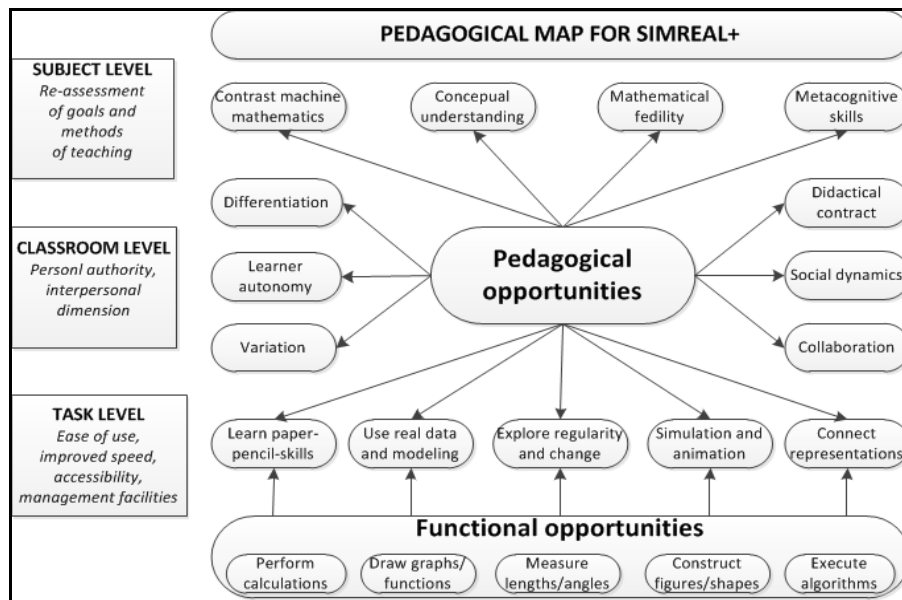 PEDAGOGICAL MAP FOR SIMREAL+
SUBJECT LEVEL
Re-assessment
of goals and
methods
of teaching
Contrast machine
mathematics
Concepual
understanding
Mathematical
fedility
Metacognitive
skills
CLASSROOM LEVEL
Personl authority,
interpersonal
dimension
Differentiation
Learner
autonomy
Variation
Pedagogical
opportunities
Didactical
contract
Social dynamics
Collaboration
TASK LEVEL
Ease of use,
improved speed,
accessibility,
management facilities
Learn paper-
pencil-skills
Use real data
and modeling
Explore regularity
and change
Simulation and
animation
Connect
representations
Functional opportunities
Perform
calculations
Draw graphs/
functions
Measure
lengths/angles
Construct
figures/shapes
Execute
algorithms